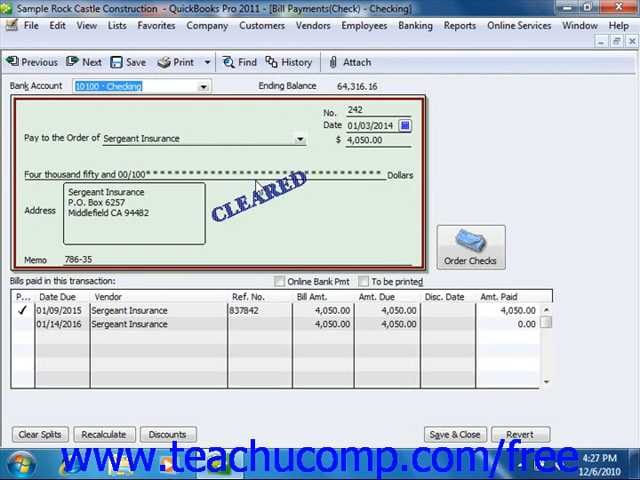 Sample Rock Castle Construction - QuickBooks Pro 2011 - [Bill Payments(Check) - Checking]
File Edit View Lists Favorites Company Customers Vendors Employees Banking Reports Online Services Window Help
Previous Next Save Print Find History Attach
Bank Account 10100 · Checking Ending Balance 64,316.16
No. 242
Date 01/03/2014
Pay to the Order of Sergeant Insurance $ 4,050.00
Four thousand fifty and 00/100* * * * * * * * * * * * * * * * * * * * * * * * * * * * * * * * * Dollars
CLEARED
Address
Sergeant Insurance
P.O. Box 6257
Middlefield CA 94482
Memo 786-35
Order Checks
Bills paid in this transaction: Online Bank Pmt To be printed
P... Date Due Vendor Ref. No. Bill Amt. Amt. Due Disc. Date Amt. Paid
✓ 01/09/2015 Sergeant Insurance 837842 4,050.00 4,050.00 4,050.00
01/14/2016 Sergeant Insurance 4,050.00 4,050.00 0.00
Clear Splits Recalculate Discounts Save & Close Revert
www.teachucomp.com/free
4:27 PM
12/6/2010